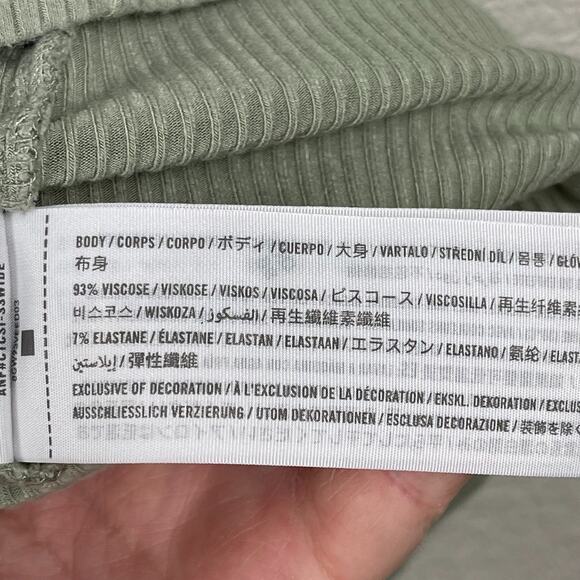 BODY / CORPS / CORPO / ボディ / CUERPO / 大身 / VARTALO / STŘEDNÍ DÍL / 몸통 /
布身
93% VISCOSE / VISKOSE / VISKOS / VISCOSA / ビスコース / VISCOSILLA / 再生纤维素
비스코스 / WISKOZA / الفسكوز / 再生纖維素纖維
7% ELASTANE / ÉLASTANE / ELASTAN / ELASTAAN / エラスタン / ELASTANO / 氨纶 /
إيلاستين / 彈性纖維
EXCLUSIVE OF DECORATION / À L'EXCLUSION DE LA DÉCORATION / EKSKL. DEKORATION /
AUSSCHLIESSLICH VERZIERUNG / UTOM DEKORATIONEN / ESCLUSA DECORAZIONE / 装飾を除く